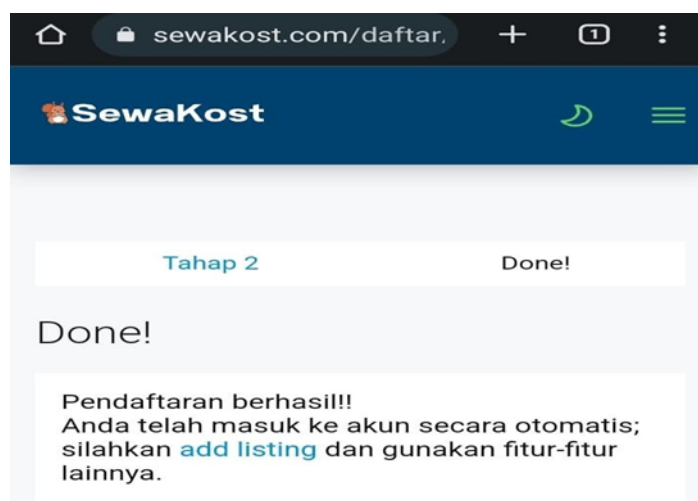 sewakost.com/daftar
1
SewaKost
Tahap 2 Done!
Done!
Pendaftaran berhasil!!
Anda telah masuk ke akun secara otomatis;
silahkan add listing dan gunakan fitur-fitur
lainnya.